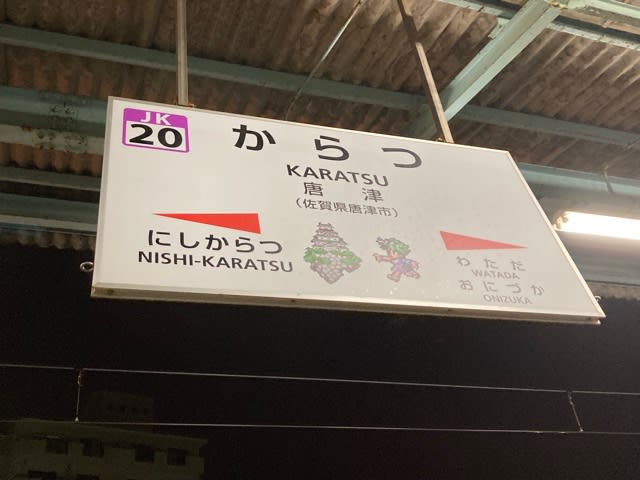 JK
20
からつ
KARATSU
唐津
(佐賀県唐津市)
にしからつ
NISHI-KARATSU
わただ
WATADA
おにづか
ONIZUKA